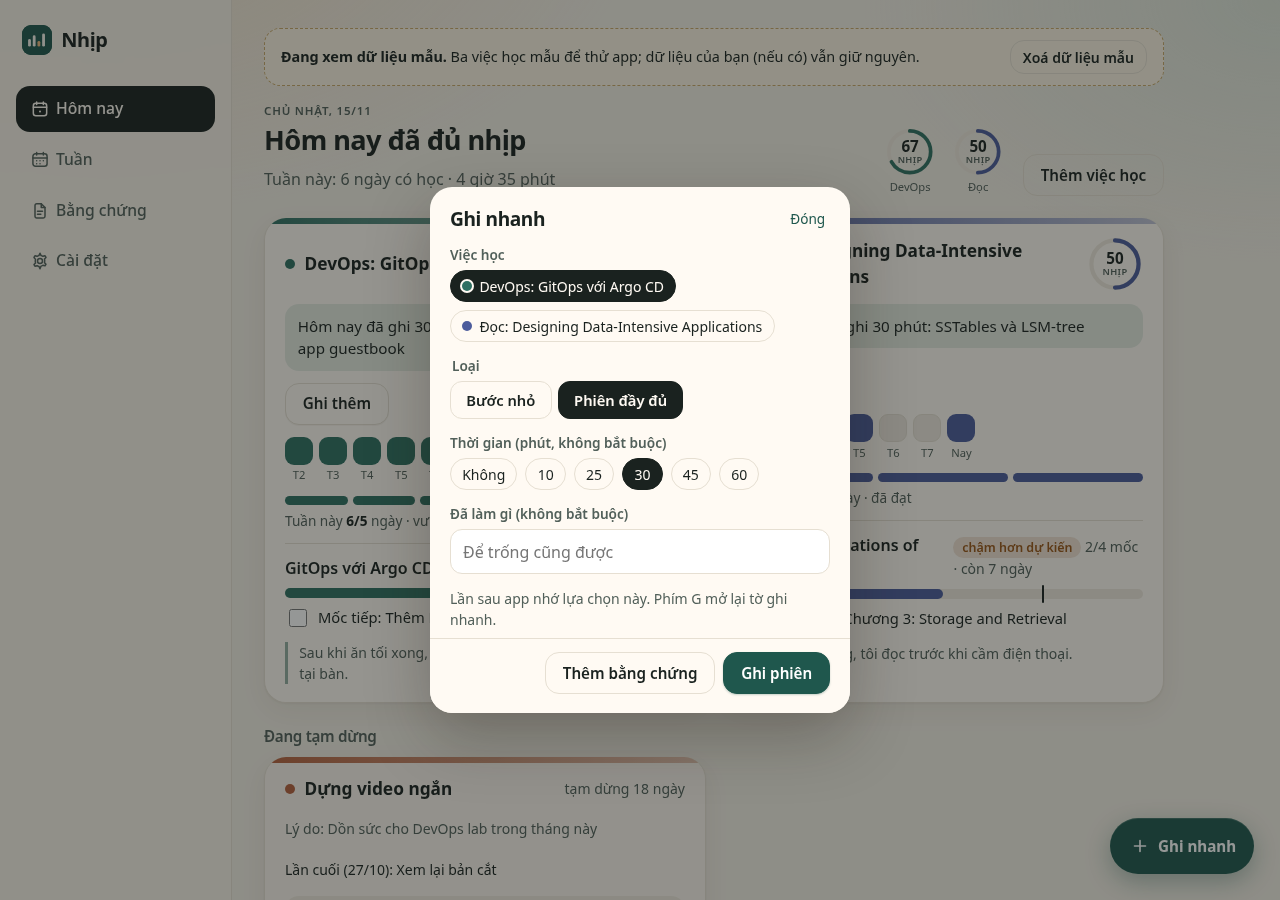 Nhịp
Hôm nay
Tuần
Bằng chứng
Cài đặt
Đang xem dữ liệu mẫu. Ba việc học mẫu để thử app; dữ liệu của bạn (nếu có) vẫn giữ nguyên.
Xoá dữ liệu mẫu
CHỦ NHẬT, 15/11
Hôm nay đã đủ nhịp
Tuần này: 6 ngày có học · 4 giờ 35 phút
67
NHỊP
DevOps
50
NHỊP
Đọc
Thêm việc học
DevOps: GitOp
Hôm nay đã ghi 30
app guestbook
Ghi thêm
T2
T3
T4
T5
Tuần này 6/5 ngày ·
GitOps với Argo CD
Mốc tiếp: Thêm
Sau khi ăn tối xong,
tại bàn.
Ghi nhanh
Đóng
Việc học
DevOps: GitOps với Argo CD
Đọc: Designing Data-Intensive Applications
Loại
Bước nhỏ
Phiên đầy đủ
Thời gian (phút, không bắt buộc)
Không
10
25
30
45
60
Đã làm gì (không bắt buộc)
Để trống cũng được
Lần sau app nhớ lựa chọn này. Phím G mở lại tờ ghi
nhanh.
Thêm bằng chứng
Ghi phiên
ning Data-Intensive
ns
50
NHỊP
ghi 30 phút: SSTables và LSM-tree
T5
T6
T7
Nay
· đã đạt
ations of
chậm hơn dự kiến
2/4 mốc
· còn 7 ngày
Chương 3: Storage and Retrieval
, tôi đọc trước khi cầm điện thoại.
Đang tạm dừng
Dựng video ngắn
tạm dừng 18 ngày
Lý do: Dồn sức cho DevOps lab trong tháng này
Lần cuối (27/10): Xem lại bản cắt
Ghi nhanh